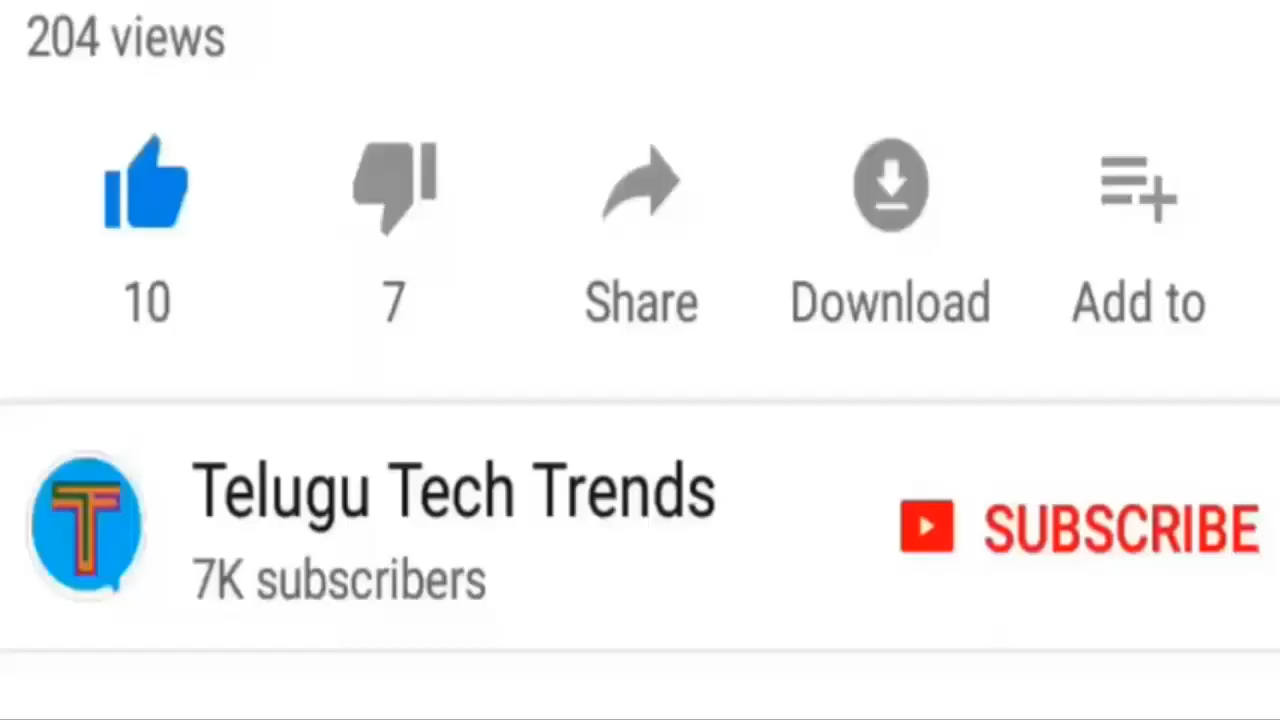 204 views
10 7 Share Download Add to
Telugu Tech Trends
SUBSCRIBE
7K subscribers